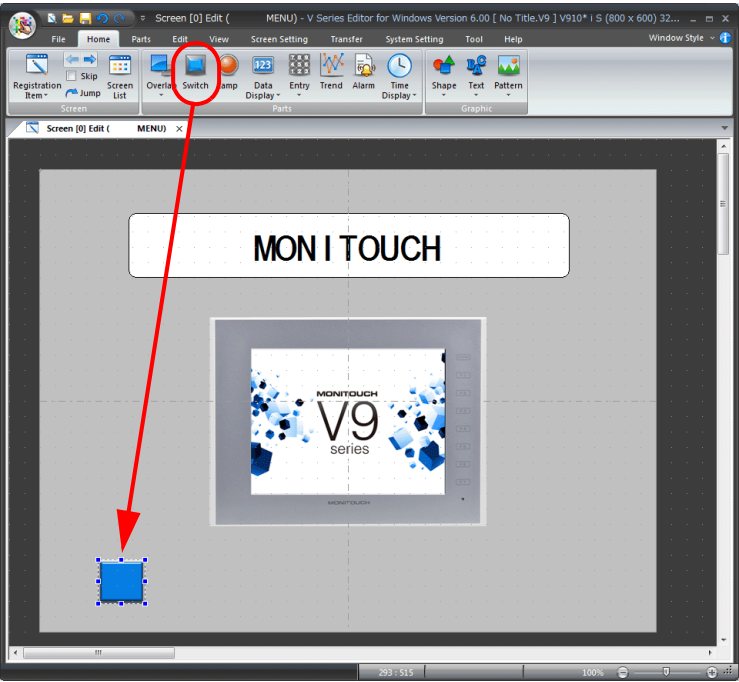 Screen [0] Edit ( MENU) - V Series Editor for Windows Version 6.00 [ No Title.V9 ] V910* i S (800 x 600) 32...
File Home Parts Edit View Screen Setting Transfer System Setting Tool Help Window Style
Registration Item
Skip
Jump
Screen List
Overlap
Switch
amp
Data Display
Entry
Trend
Alarm
Time Display
Shape
Text
Pattern
123
Screen
Parts
Graphic
Screen [0] Edit ( MENU)
MONITOUCH
MONITOUCH
V9
series
MONITOUCH
293 : 515
100%